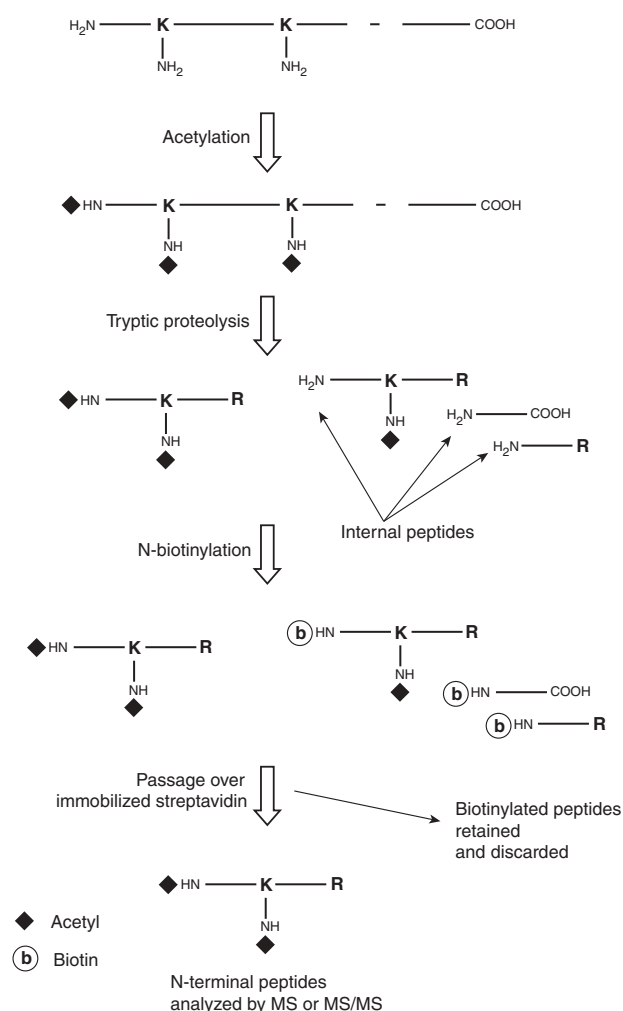 H2N K K – COOH
NH2 NH2
Acetylation
HN K K – COOH
NH NH
Tryptic proteolysis
HN K R
NH
H2N K R
NH
H2N COOH
H2N R
Internal peptides
N-biotinylation
HN K R
NH
b HN K R
NH
b HN COOH
b HN R
Passage over
immobilized streptavidin
Biotinylated peptides
retained
and discarded
HN K R
NH
Acetyl
b Biotin
N-terminal peptides
analyzed by MS or MS/MS